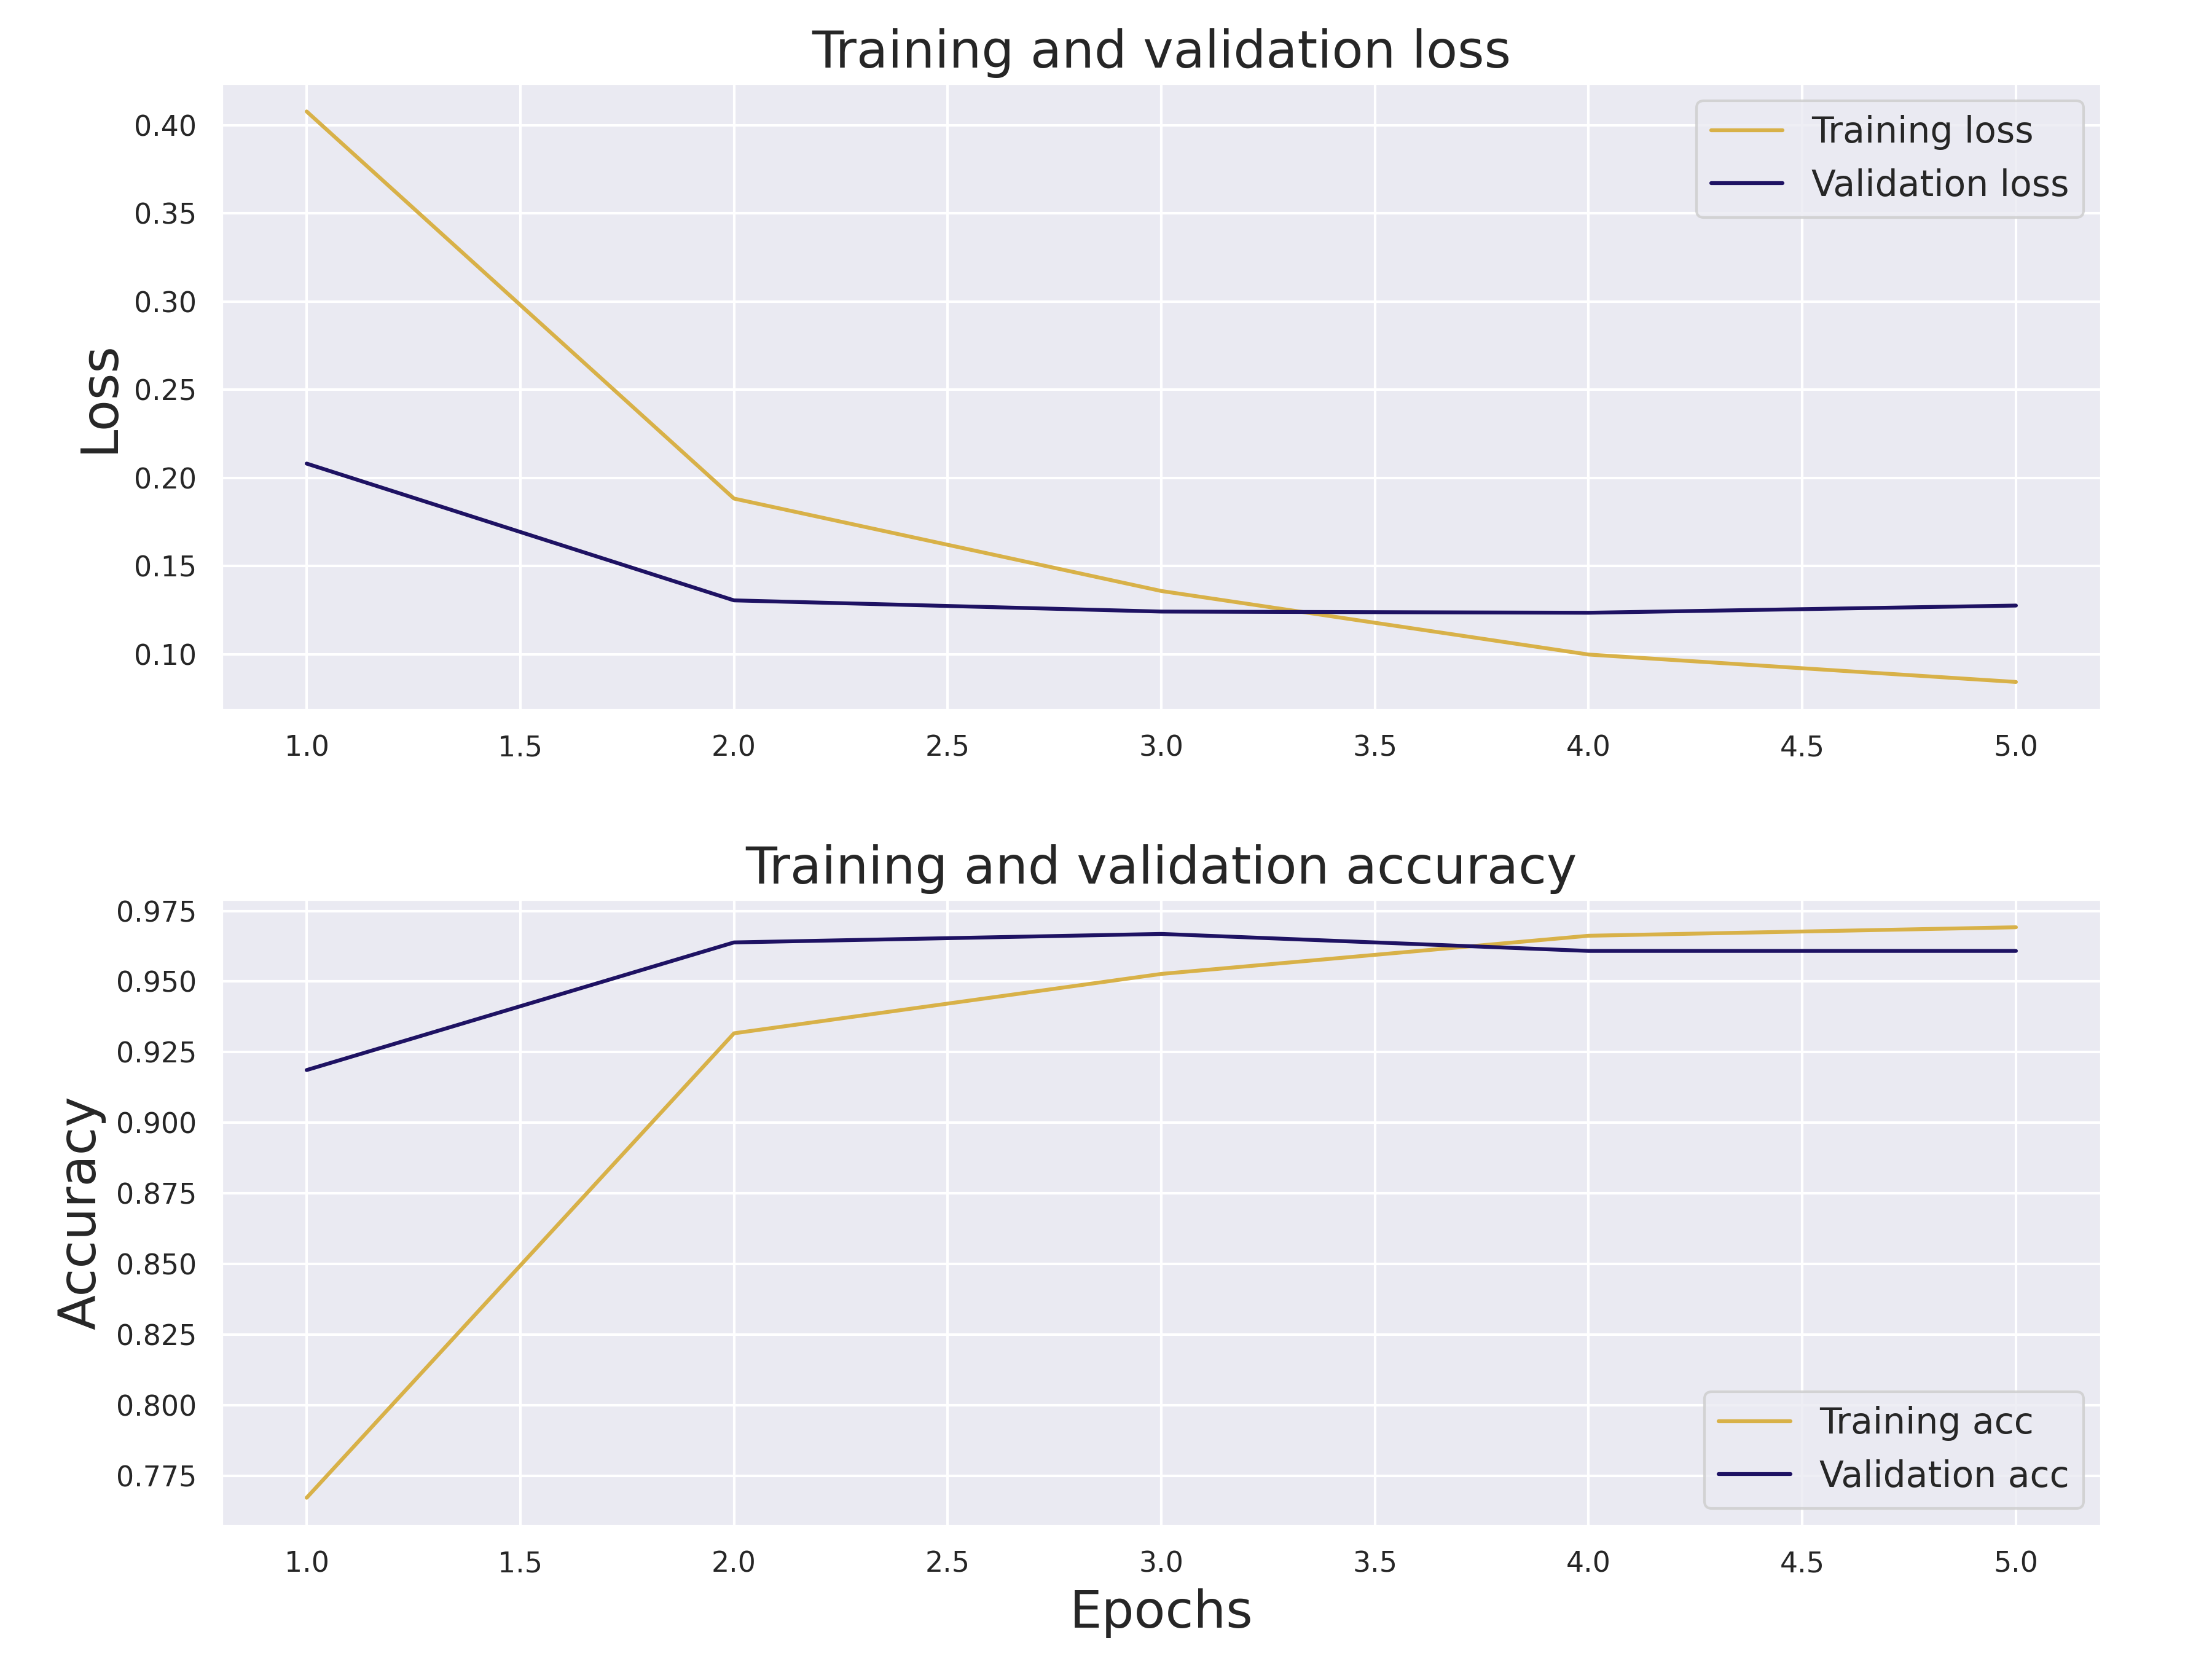 Training and validation loss
Loss
0.40
0.35
0.30
0.25
0.20
0.15
0.10
Training loss
Validation loss
1.0 1.5 2.0 2.5 3.0 3.5 4.0 4.5 5.0
Training and validation accuracy
Accuracy
0.975
0.950
0.925
0.900
0.875
0.850
0.825
0.800
0.775
Training acc
Validation acc
1.0 1.5 2.0 2.5 3.0 3.5 4.0 4.5 5.0
Epochs